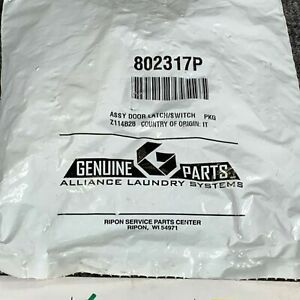 802317P
ASSY DOOR LATCH/SWITCH PKG
Z114B28 COUNTRY OF ORIGIN: IT
GENUINE G PARTS
ALLIANCE LAUNDRY SYSTEMS
RIPON SERVICE PARTS CENTER
RIPON, WI 54971